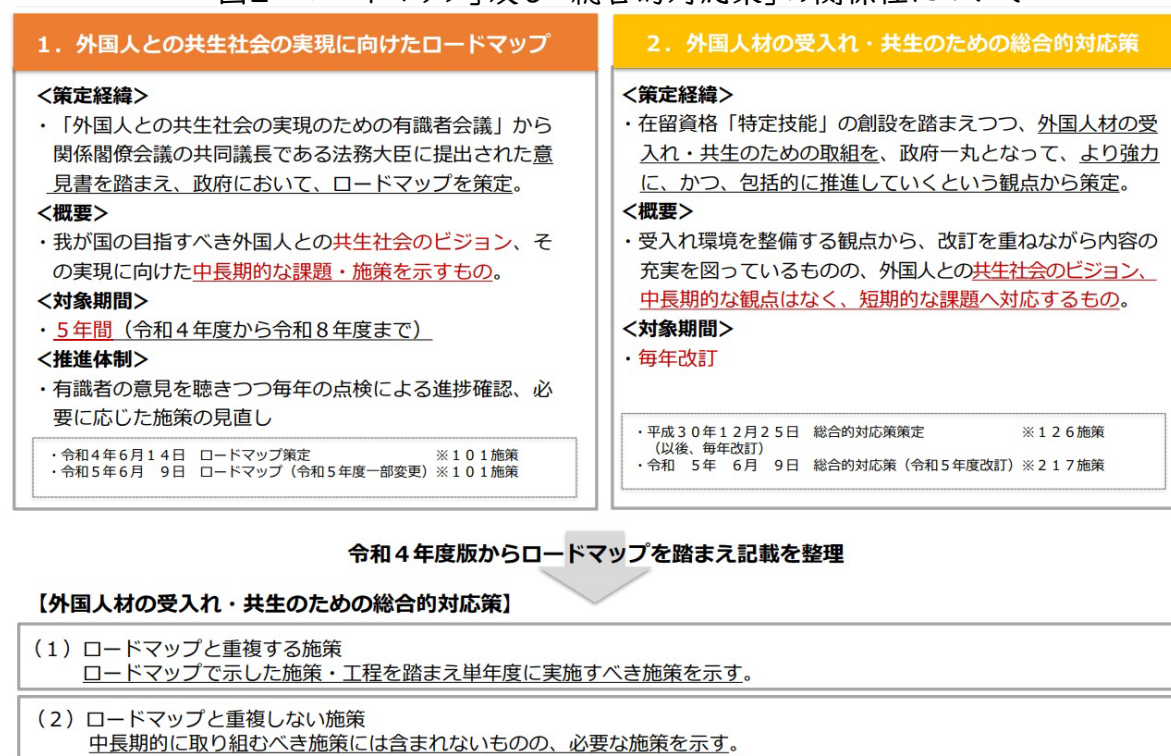 1．外国人との共生社会の実現に向けたロードマップ
＜策定経緯＞
・「外国人との共生社会の実現のための有識者会議」から
関係閣僚会議の共同議長である法務大臣に提出された意
見書を踏まえ、政府において、ロードマップを策定。
＜概要＞
・我が国の目指すべき外国人との共生社会のビジョン、そ
の実現に向けた中長期的な課題・施策を示すもの。
＜対象期間＞
・５年間（令和４年度から令和８年度まで）
＜推進体制＞
・有識者の意見を聴きつつ毎年の点検による進捗確認、必
要に応じた施策の見直し
・令和４年６月１４日　ロードマップ策定　※１０１施策
・令和５年６月　９日　ロードマップ（令和５年度一部変更）※１０１施策
2．外国人材の受入れ・共生のための総合的対応策
＜策定経緯＞
・在留資格「特定技能」の創設を踏まえつつ、外国人材の受
入れ・共生のための取組を、政府一丸となって、より強力
に、かつ、包括的に推進していくという観点から策定。
＜概要＞
・受入れ環境を整備する観点から、改訂を重ねながら内容の
充実を図っているものの、外国人との共生社会のビジョン、
中長期的な観点はなく、短期的な課題へ対応するもの。
＜対象期間＞
・毎年改訂
・平成３０年１２月２５日　総合的対応策策定　※１２６施策
（以後、毎年改訂）
・令和　５年　６月　９日　総合的対応策（令和５年度改訂）※２１７施策
令和４年度版からロードマップを踏まえ記載を整理
【外国人材の受入れ・共生のための総合的対応策】
（１）ロードマップと重複する施策
ロードマップで示した施策・工程を踏まえ単年度に実施すべき施策を示す。
（２）ロードマップと重複しない施策
中長期的に取り組むべき施策には含まれないものの、必要な施策を示す。